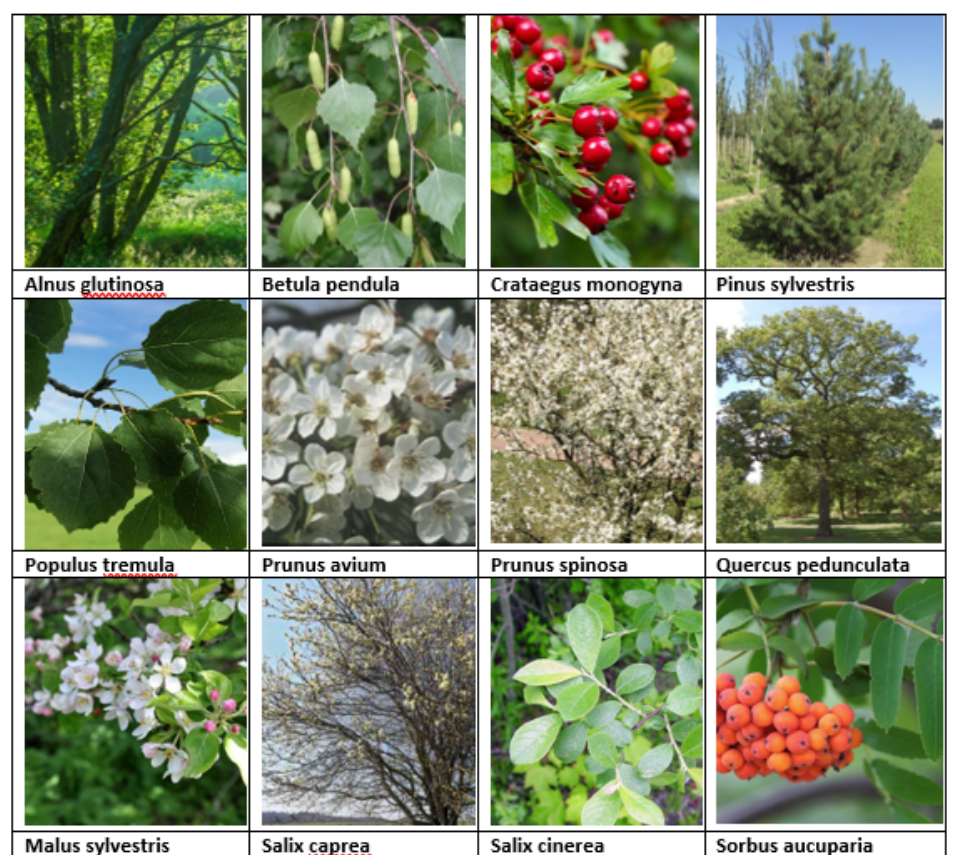 Alnus glutinosa
Betula pendula
Crataegus monogyna
Pinus sylvestris
Populus tremula
Prunus avium
Prunus spinosa
Quercus pedunculata
Malus sylvestris
Salix caprea
Salix cinerea
Sorbus aucuparia